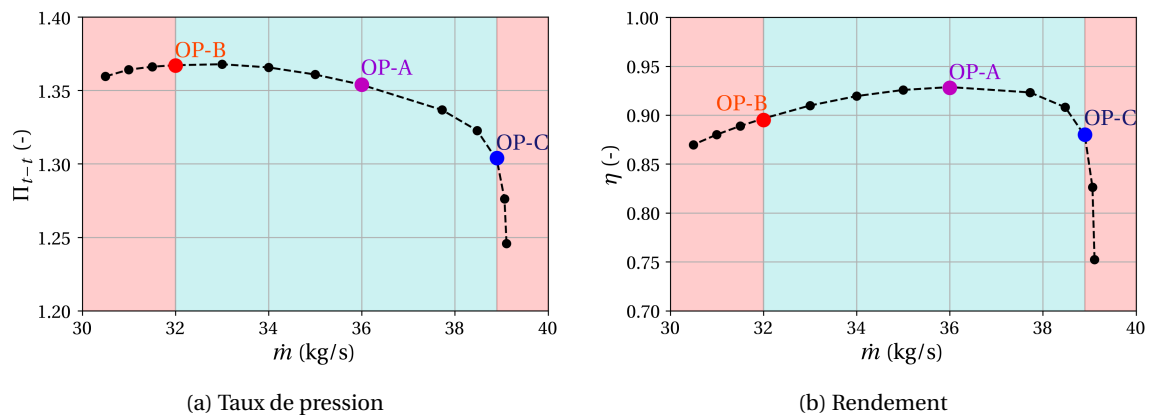 1.40
1.35
1.30
1.25
1.20
Π_{t−t} (-)
OP-B
OP-A
OP-C
30 32 34 36 38 40
ṁ (kg/s)
(a) Taux de pression
1.00
0.95
0.90
0.85
0.80
0.75
0.70
η (-)
OP-B
OP-A
OP-C
30 32 34 36 38 40
ṁ (kg/s)
(b) Rendement